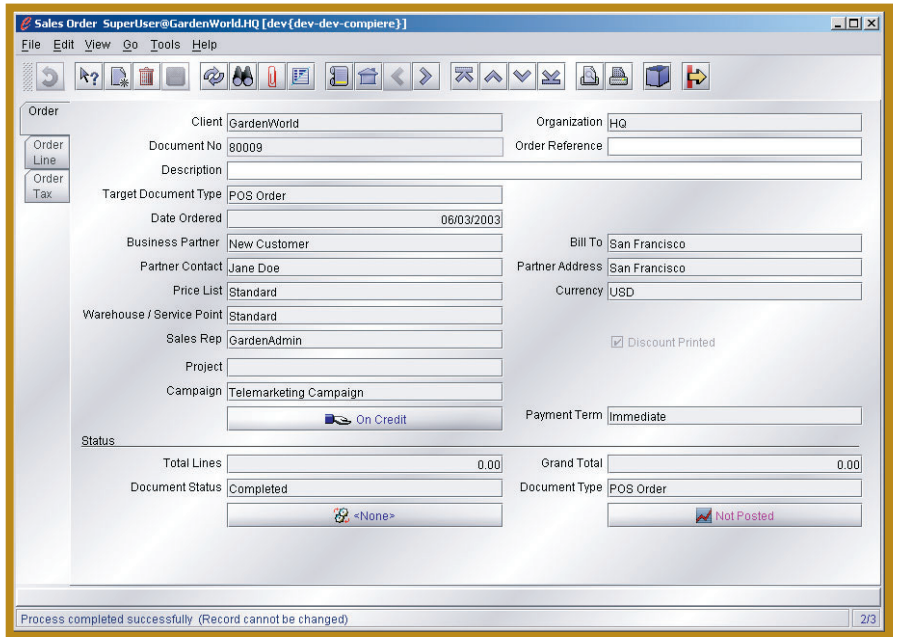 Sales Order SuperUser@GardenWorld.HQ [dev{dev-dev-compiere}]
File Edit View Go Tools Help
Order
Order Line
Order Tax
Client GardenWorld Organization HQ
Document No 80009 Order Reference
Description
Target Document Type POS Order
Date Ordered 06/03/2003
Business Partner New Customer Bill To San Francisco
Partner Contact Jane Doe Partner Address San Francisco
Price List Standard Currency USD
Warehouse / Service Point Standard
Sales Rep GardenAdmin Discount Printed
Project
Campaign Telemarketing Campaign
On Credit Payment Term Immediate
Status
Total Lines 0.00 Grand Total 0.00
Document Status Completed Document Type POS Order
<None> Not Posted
Process completed successfully (Record cannot be changed) 2/3